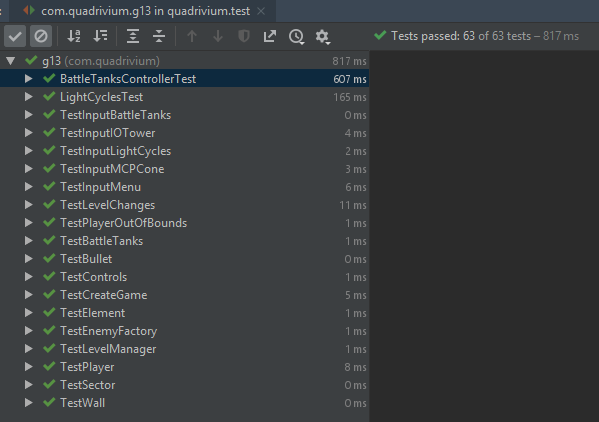 com.quadrivium.g13 in quadrivium.test ×
Tests passed: 63 of 63 tests – 817 ms
g13 (com.quadrivium) 817 ms
BattleTanksControllerTest 607 ms
LightCyclesTest 165 ms
TestInputBattleTanks 0 ms
TestInputIOTower 4 ms
TestInputLightCycles 2 ms
TestInputMCPCone 3 ms
TestInputMenu 6 ms
TestLevelChanges 11 ms
TestPlayerOutOfBounds 1 ms
TestBattleTanks 1 ms
TestBullet 0 ms
TestControls 1 ms
TestCreateGame 5 ms
TestElement 1 ms
TestEnemyFactory 1 ms
TestLevelManager 1 ms
TestPlayer 8 ms
TestSector 0 ms
TestWall 0 ms